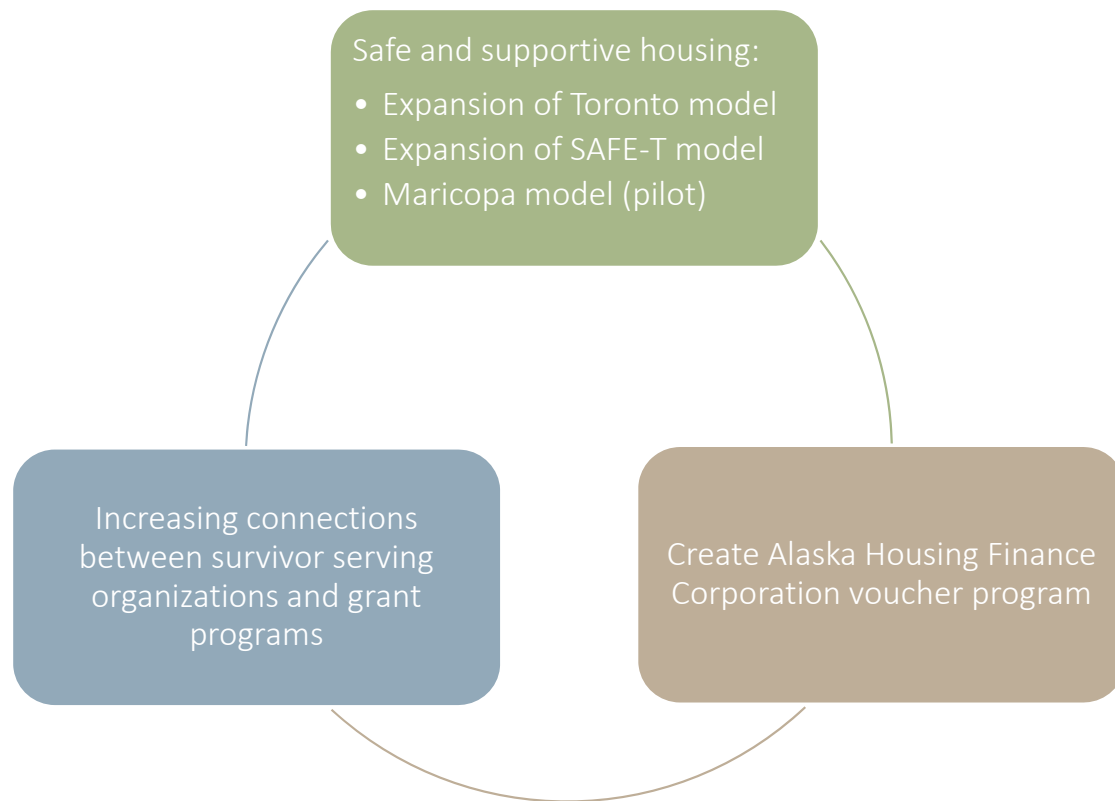 Safe and supportive housing:
• Expansion of Toronto model
• Expansion of SAFE-T model
• Maricopa model (pilot)
Increasing connections
between survivor serving
organizations and grant
programs
Create Alaska Housing Finance
Corporation voucher program